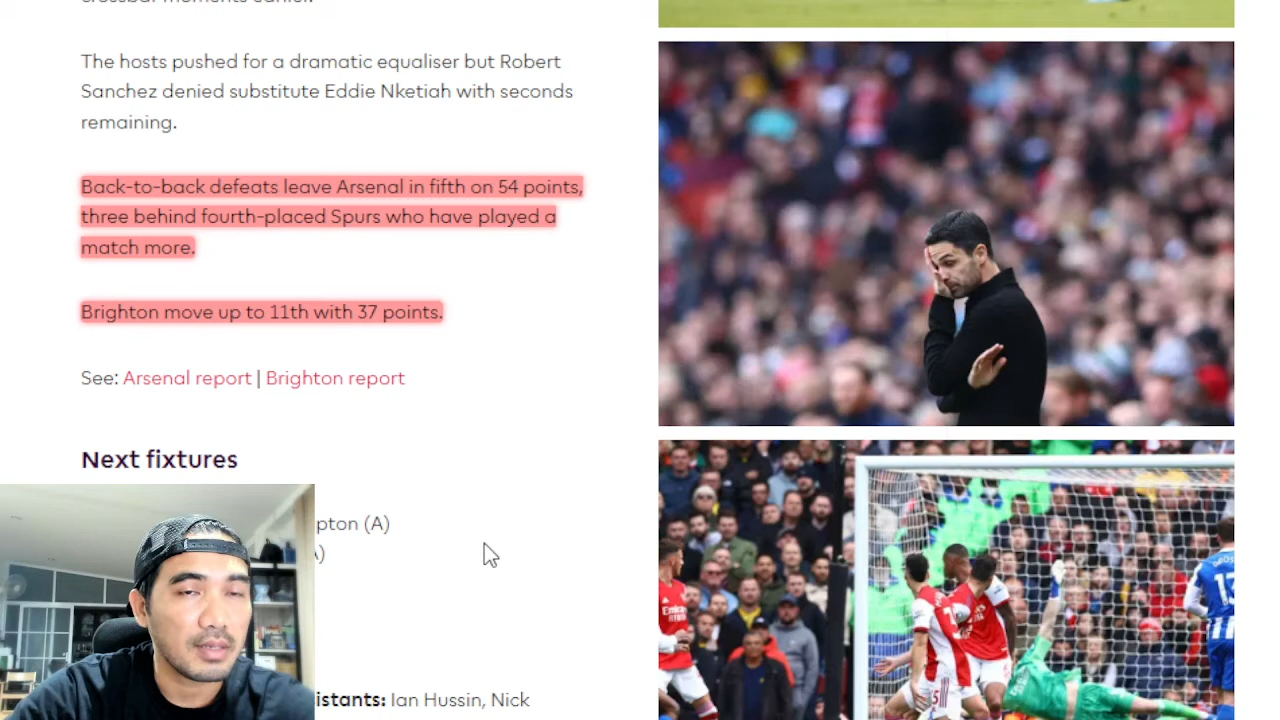 The hosts pushed for a dramatic equaliser but Robert
Sanchez denied substitute Eddie Nketiah with seconds
remaining.
Back-to-back defeats leave Arsenal in fifth on 54 points,
three behind fourth-placed Spurs who have played a
match more.
Brighton move up to 11th with 37 points.
See: Arsenal report | Brighton report
Next fixtures
pton (A)
istants: Ian Hussin, Nick
Emirates
13